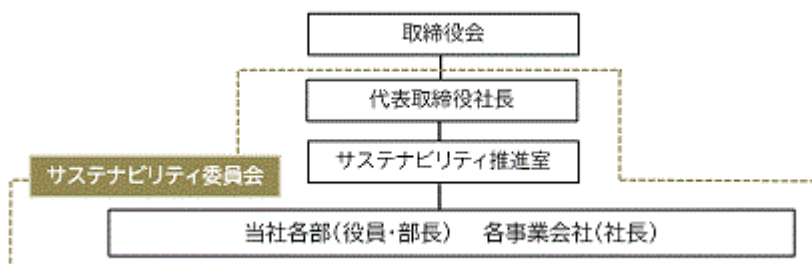 取締役会
代表取締役社長
サステナビリティ推進室
サステナビリティ委員会
当社各部(役員・部長) 各事業会社(社長)